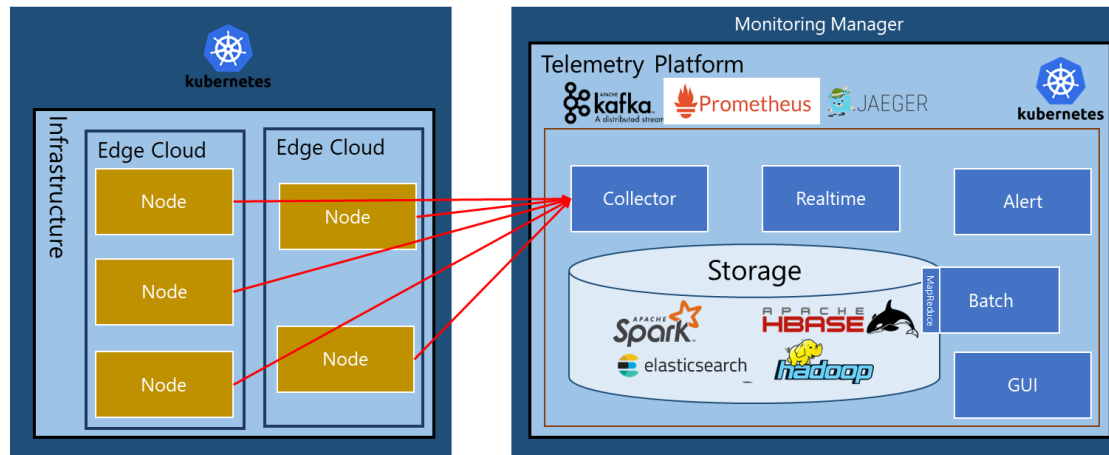 kubernetes
Infrastructure
Edge Cloud
Node
Node
Node
Edge Cloud
Node
Node
Monitoring Manager
Telemetry Platform
APACHE
kafka
A distributed stream
Prometheus
JAEGER
kubernetes
Collector
Realtime
Alert
Storage
APACHE
Spark
APACHE
HBASE
elasticsearch
hadoop
MapReduce
Batch
GUI